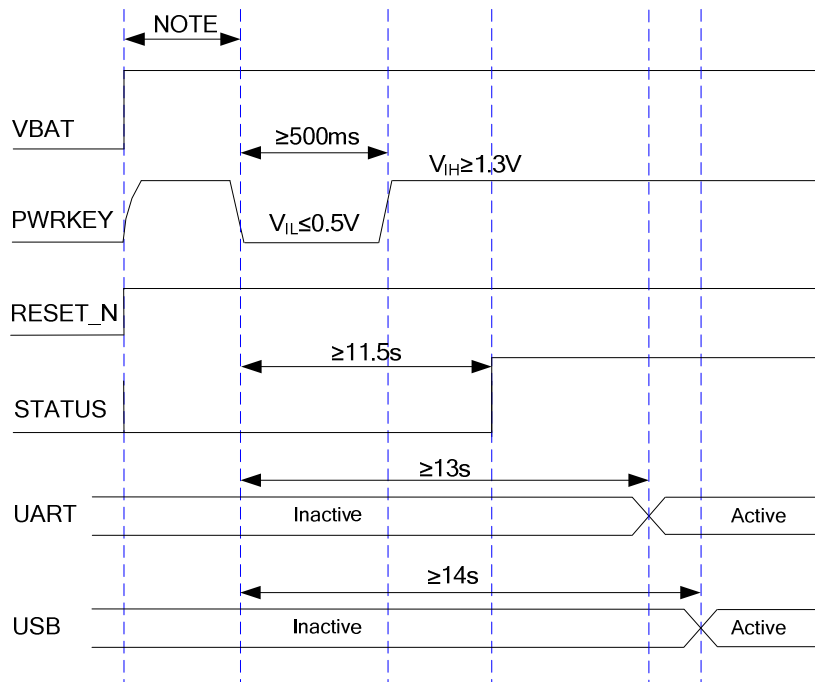 NOTE
VBAT
≥500ms
VIH≥1.3V
PWRKEY
VIL≤0.5V
RESET_N
≥11.5s
STATUS
≥13s
UART
Inactive
Active
≥14s
USB
Inactive
Active